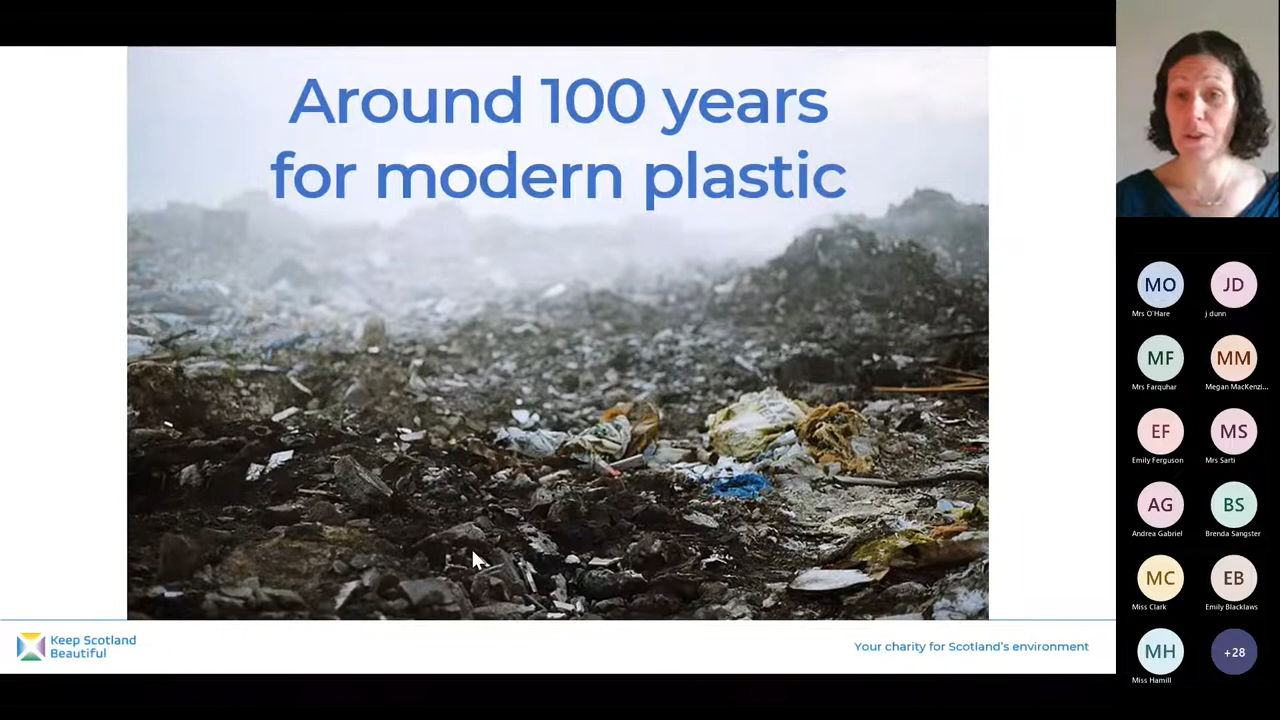 Around 100 years
for modern plastic
Keep Scotland
Beautiful
Your charity for Scotland's environment
MO
JD
Mrs O'Hare
j dunn
MF
MM
Mrs Farquhar
Megan MacKenzi...
EF
MS
Emily Ferguson
Mrs Sarti
AG
BS
Andrea Gabriel
Brenda Sangster
MC
EB
Miss Clark
Emily Blacklaws
MH
+28
Miss Hamill